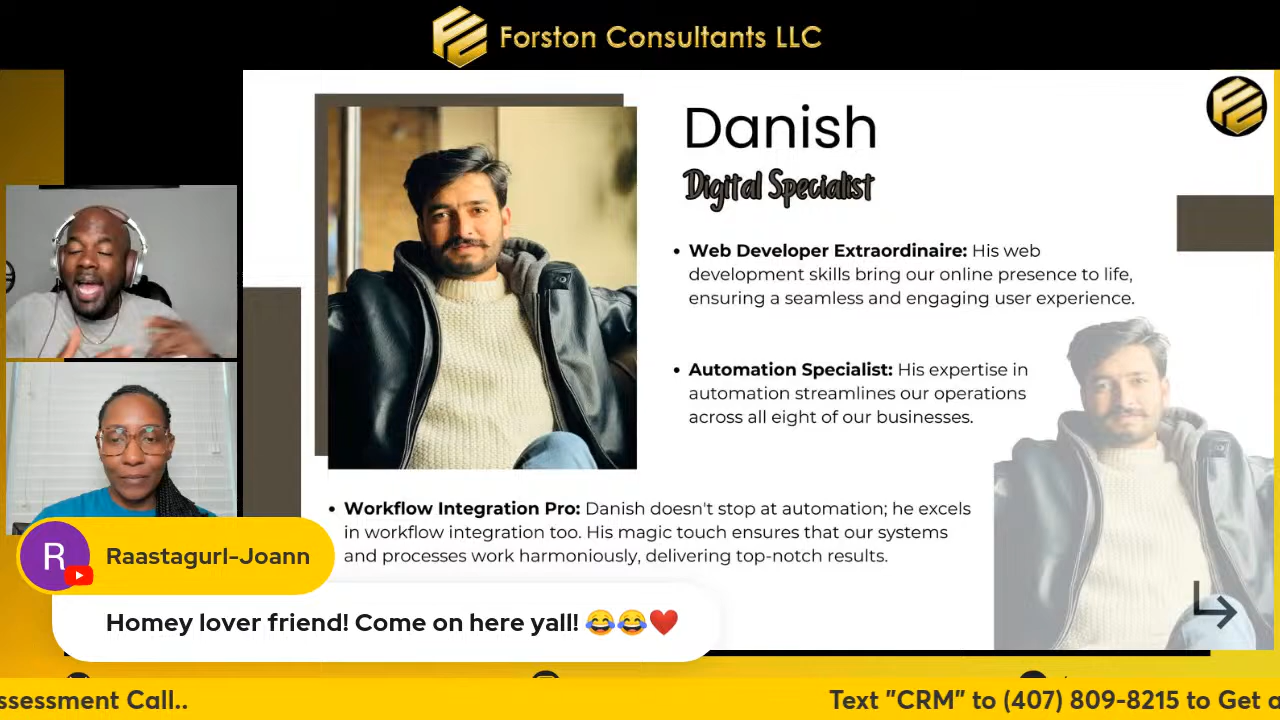 Forston Consultants LLC
Danish
Digital Specialist
• Web Developer Extraordinaire: His web
development skills bring our online presence to life,
ensuring a seamless and engaging user experience.
• Automation Specialist: His expertise in
automation streamlines our operations
across all eight of our businesses.
• Workflow Integration Pro: Danish doesn't stop at automation; he excels
in workflow integration too. His magic touch ensures that our systems
and processes work harmoniously, delivering top-notch results.
R
Raastagurl-Joann
Homey lover friend! Come on here yall! 😂😂❤️
ssessment Call..
Text "CRM" to (407) 809-8215 to Get a